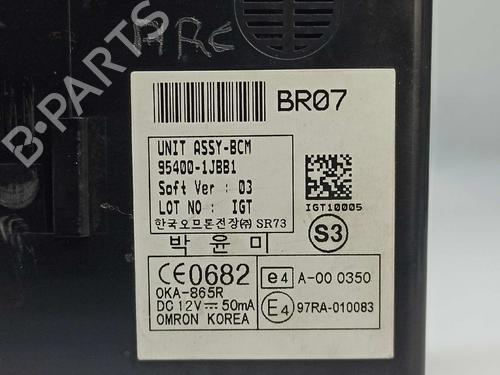 ARC
BR07
UNIT ASSY-BCM
95400-1JBB1
Soft Ver : 03
LOT NO : IGT
IGT10005
한국오므론전장㈜ SR73
박윤미
S3
CE0682
OKA-865R
DC 12V⎓50mA
OMRON KOREA
e4 A-00 0350
E4 97RA-010083
B-PARTS